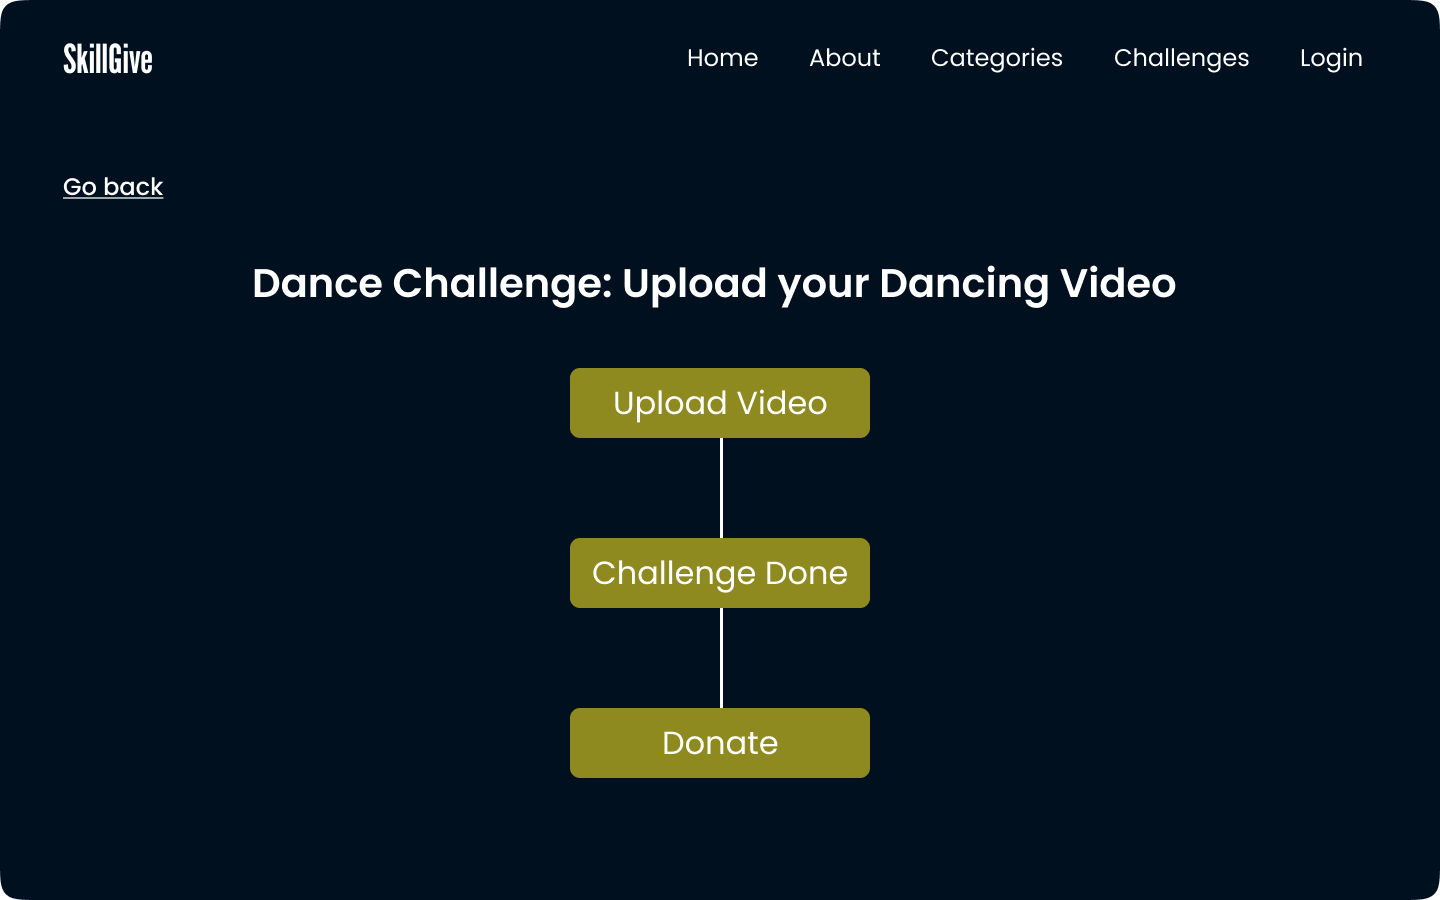 SkillGive
Home About Categories Challenges Login
Go back
Dance Challenge: Upload your Dancing Video
Upload Video
Challenge Done
Donate